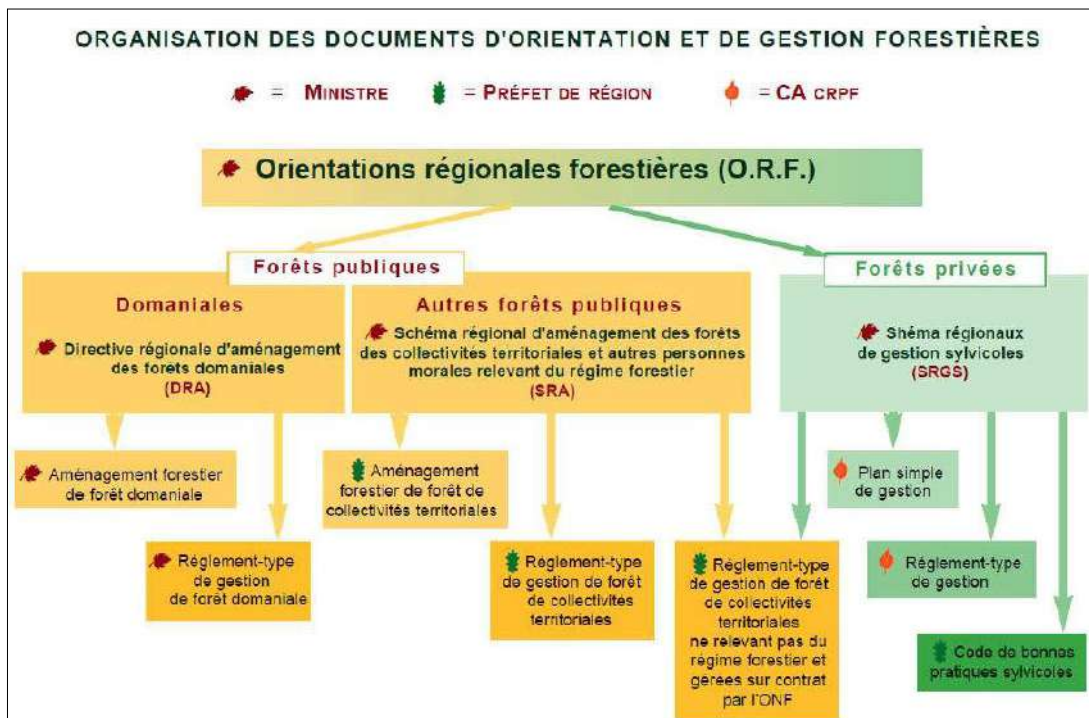 ORGANISATION DES DOCUMENTS D'ORIENTATION ET DE GESTION FORESTIÈRES
= MINISTRE = PRÉFET DE RÉGION = CA CRPF
Orientations régionales forestières (O.R.F.)
Forêts publiques
Domaniales
Directive régionale d'aménagement
des forêts domaniales
(DRA)
Autres forêts publiques
Schéma régional d'aménagement des forêts
des collectivités territoriales et autres personnes
morales relevant du régime forestier
(SRA)
Forêts privées
Shéma régionaux
de gestion sylvicoles
(SRGS)
Aménagement forestier
de forêt domaniale
Aménagement
forestier de forêt de
collectivités territoriales
Plan simple
de gestion
Réglement-type
de gestion
de forêt domaniale
Réglement-type
de gestion de forêt
de collectivités
territoriales
Réglement-type
de gestion de forêt
de collectivités
territoriales
ne relevant pas du
régime forestier et
gérées sur contrat
par l'ONF
Réglement-type
de gestion
Code de bonnes
pratiques sylvicoles